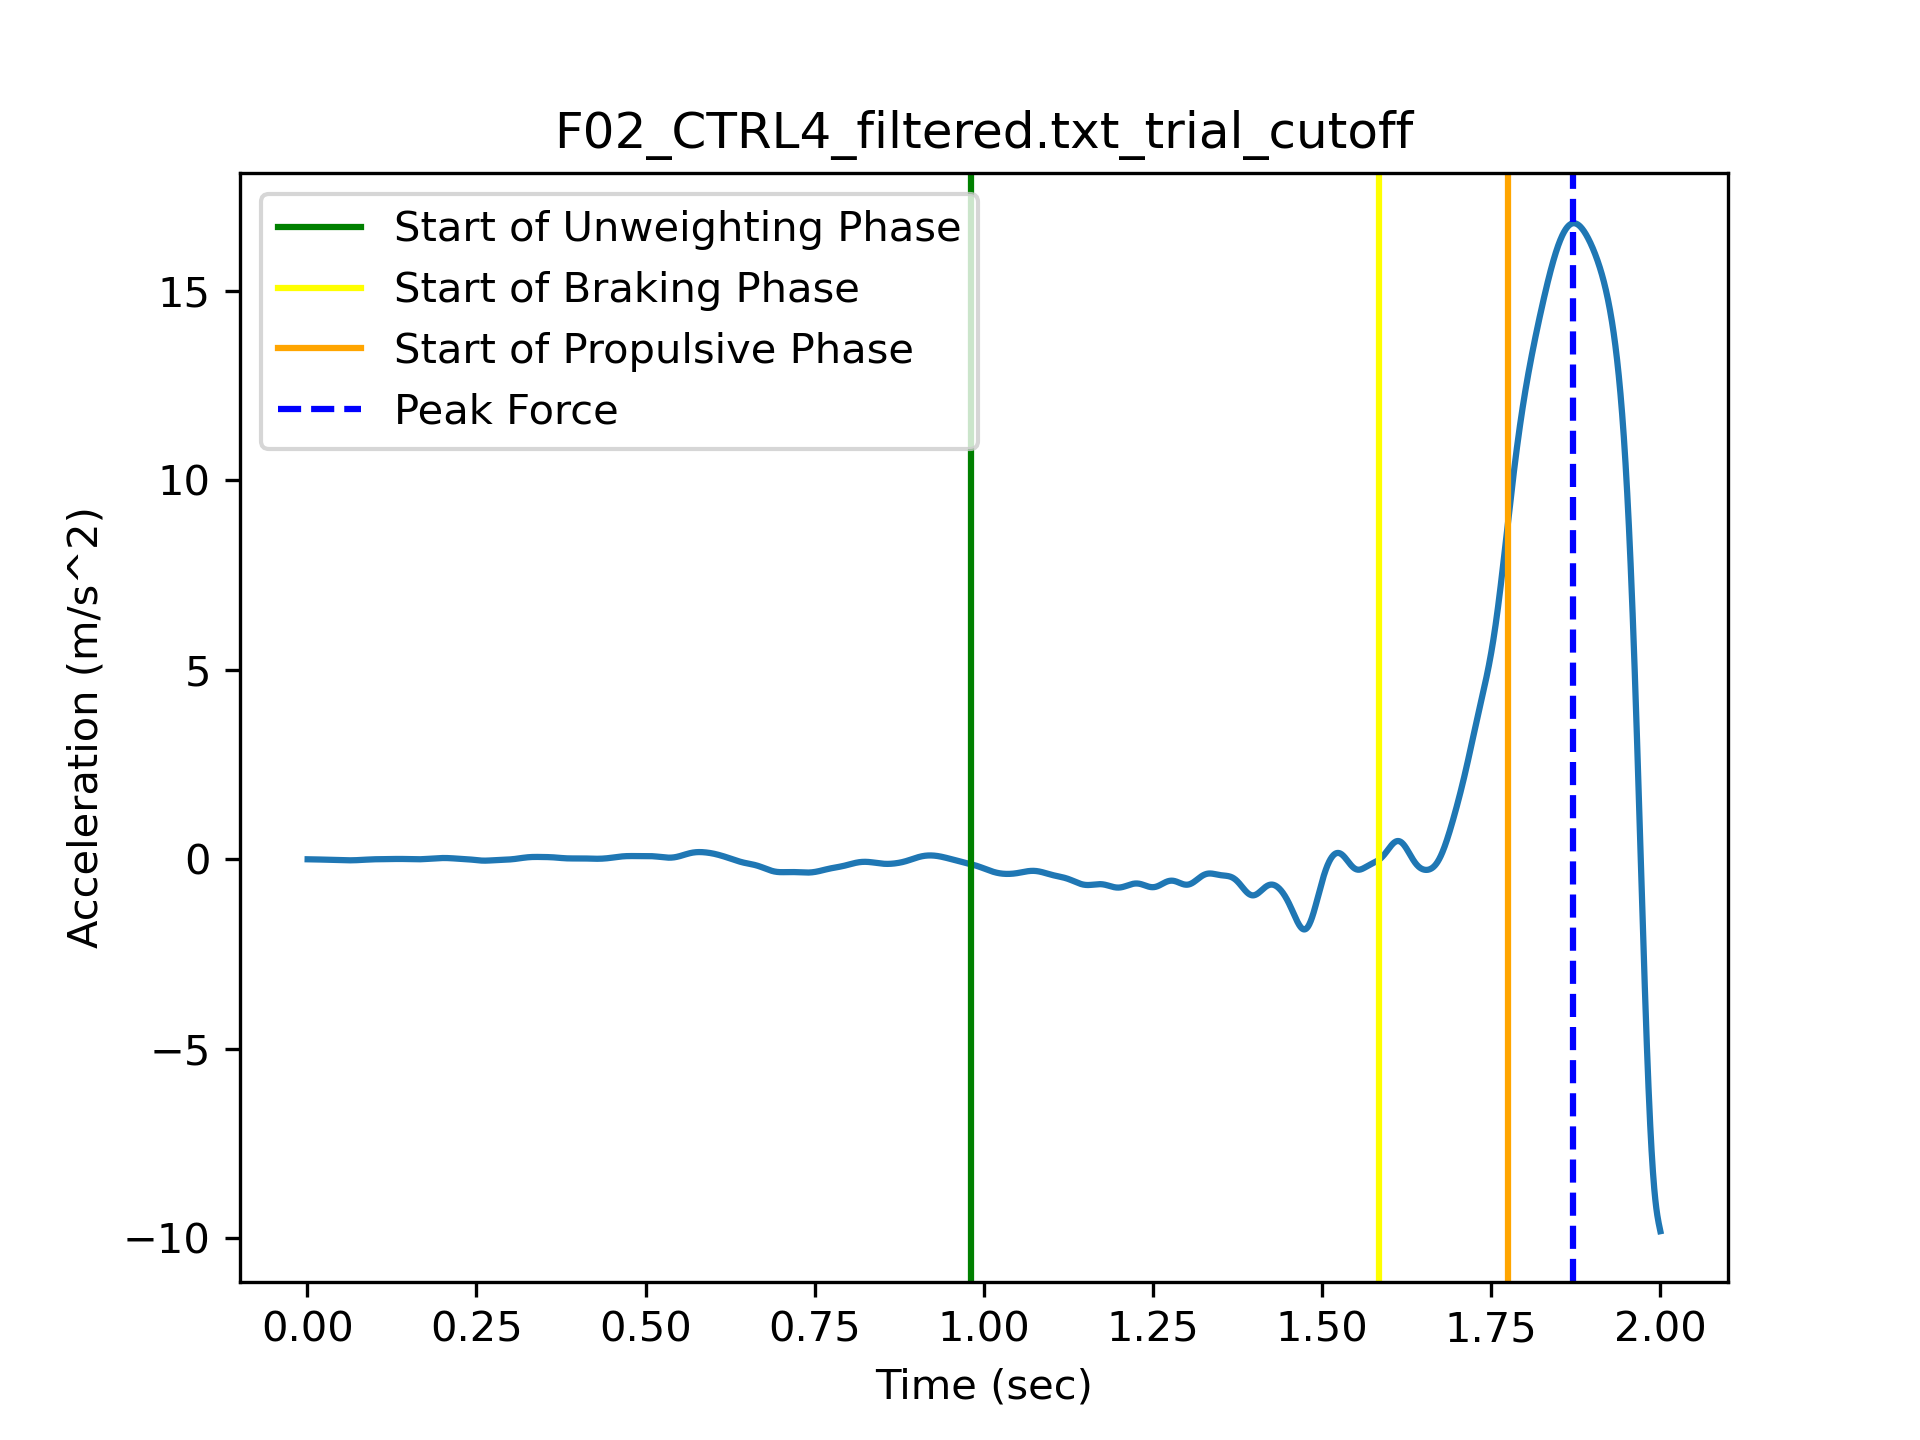 F02_CTRL4_filtered.txt_trial_cutoff
Start of Unweighting Phase
Start of Braking Phase
Start of Propulsive Phase
Peak Force
Acceleration (m/s^2)
15
10
5
0
−5
−10
0.00 0.25 0.50 0.75 1.00 1.25 1.50 1.75 2.00
Time (sec)